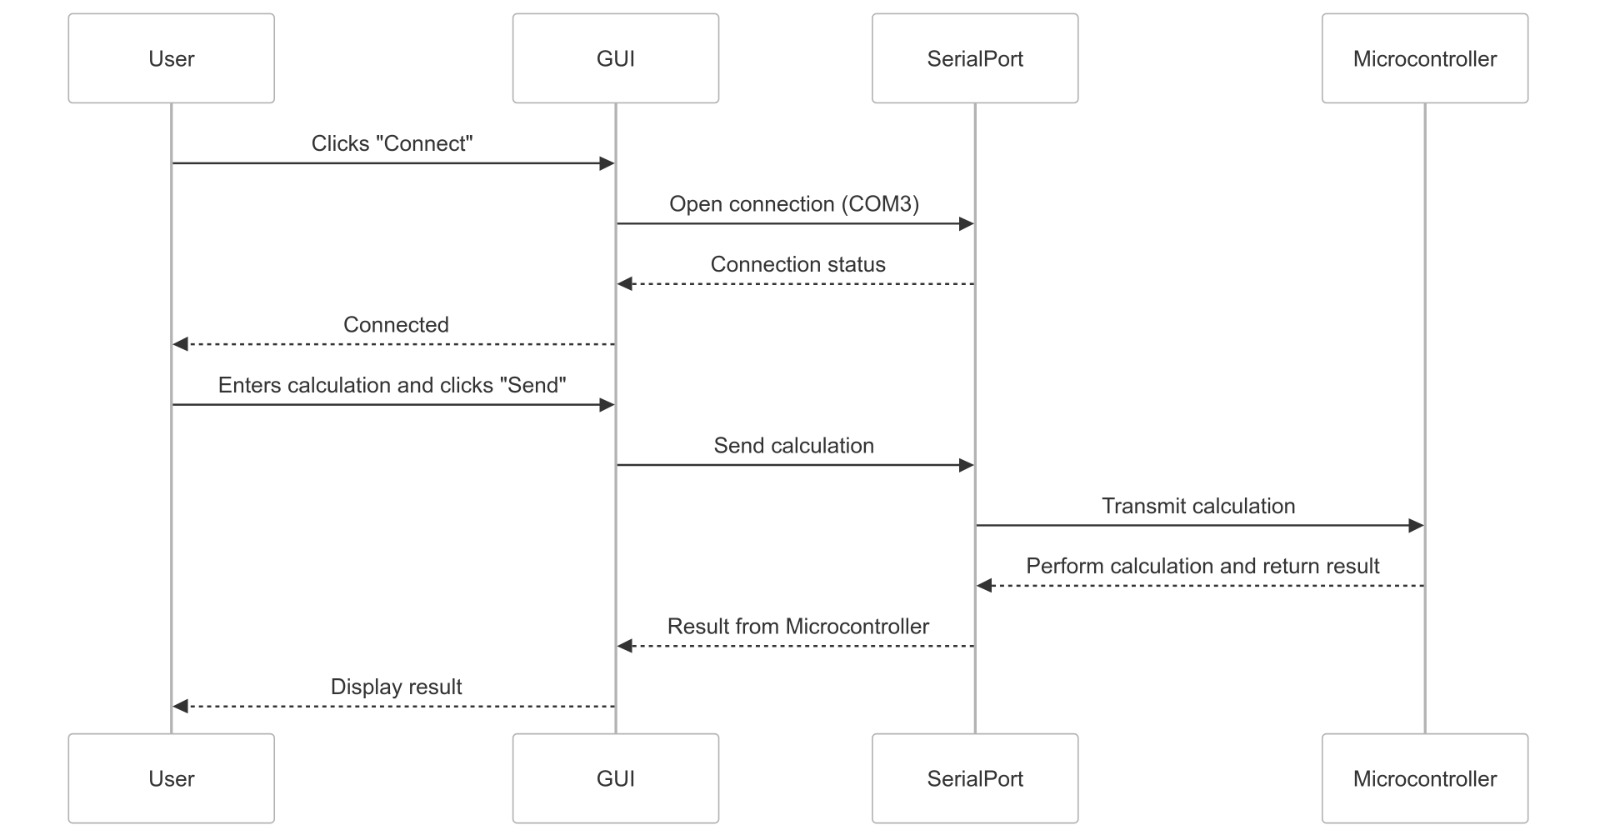 User
GUI
SerialPort
Microcontroller
Clicks "Connect"
Open connection (COM3)
Connection status
Connected
Enters calculation and clicks "Send"
Send calculation
Transmit calculation
Perform calculation and return result
Result from Microcontroller
Display result
User
GUI
SerialPort
Microcontroller